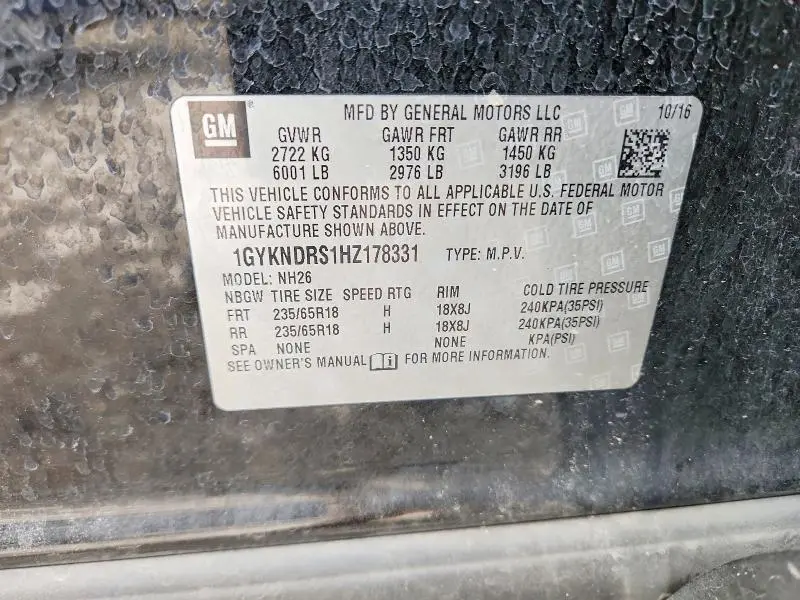 GM
MFD BY GENERAL MOTORS LLC 10/16
GVWR GAWR FRT GAWR RR
2722 KG 1350 KG 1450 KG
6001 LB 2976 LB 3196 LB
THIS VEHICLE CONFORMS TO ALL APPLICABLE U.S. FEDERAL MOTOR
VEHICLE SAFETY STANDARDS IN EFFECT ON THE DATE OF
MANUFACTURE SHOWN ABOVE.
1GYKNDRS1HZ178331 TYPE: M.P.V.
MODEL: NH26
NBGW TIRE SIZE SPEED RTG RIM COLD TIRE PRESSURE
FRT 235/65R18 H 18X8J 240KPA(35PSI)
RR 235/65R18 H 18X8J 240KPA(35PSI)
SPA NONE NONE KPA(PSI)
SEE OWNER'S MANUAL FOR MORE INFORMATION.